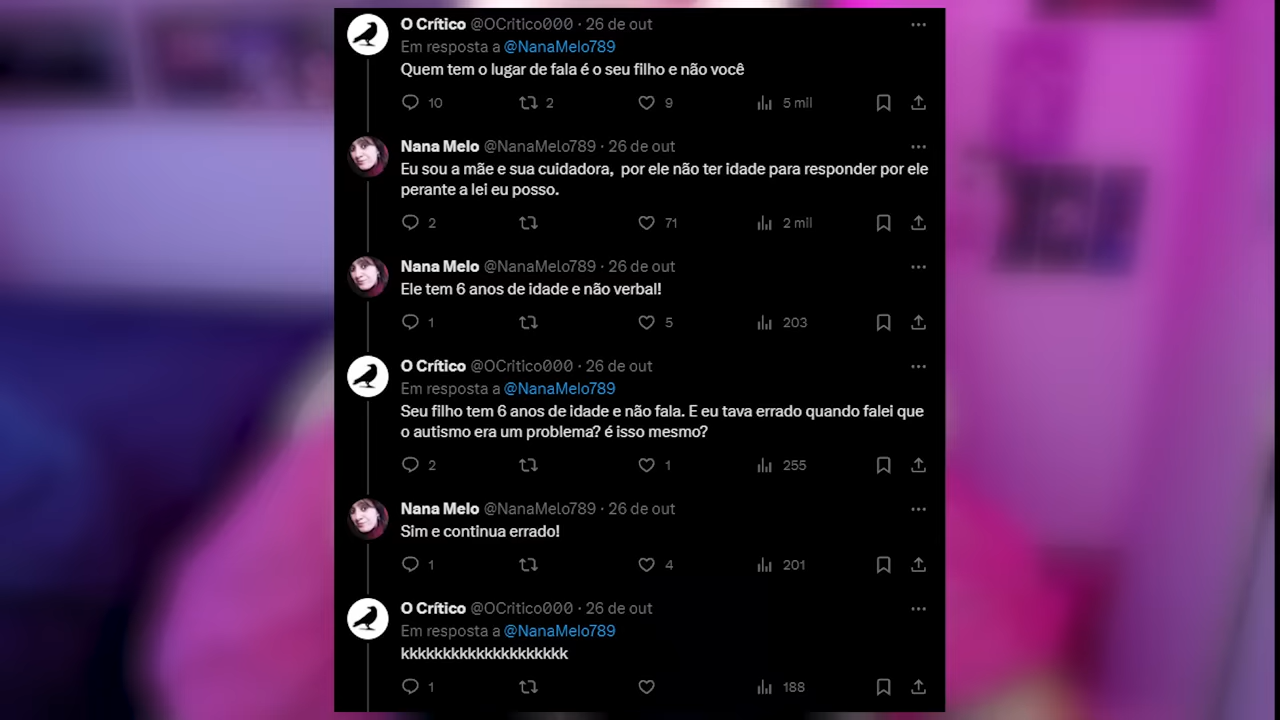 O Crítico @OCritico000 · 26 de out
Em resposta a @NanaMelo789
Quem tem o lugar de fala é o seu filho e não você
10 2 9 5 mil
Nana Melo @NanaMelo789 · 26 de out
Eu sou a mãe e sua cuidadora,  por ele não ter idade para responder por ele
perante a lei eu posso.
2 71 2 mil
Nana Melo @NanaMelo789 · 26 de out
Ele tem 6 anos de idade e não verbal!
1 5 203
O Crítico @OCritico000 · 26 de out
Em resposta a @NanaMelo789
Seu filho tem 6 anos de idade e não fala. E eu tava errado quando falei que
o autismo era um problema? é isso mesmo?
2 1 255
Nana Melo @NanaMelo789 · 26 de out
Sim e continua errado!
1 4 201
O Crítico @OCritico000 · 26 de out
Em resposta a @NanaMelo789
kkkkkkkkkkkkkkkkkkkk
1 188